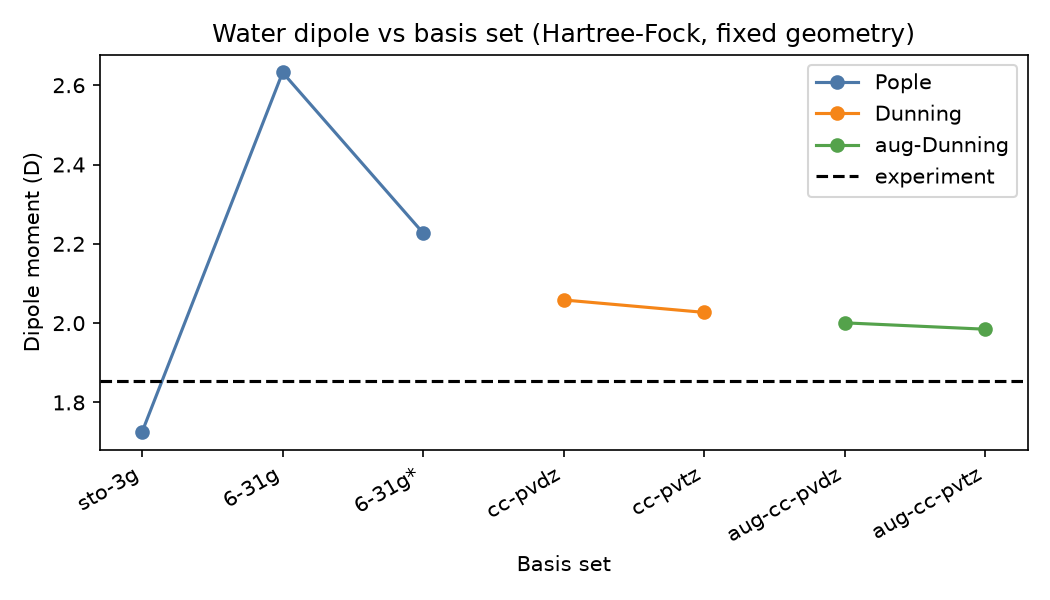 Water dipole vs basis set (Hartree-Fock, fixed geometry)
Dipole moment (D)
2.6
2.4
2.2
2.0
1.8
Pople
Dunning
aug-Dunning
experiment
sto-3g
6-31g
6-31g*
cc-pvdz
cc-pvtz
aug-cc-pvdz
aug-cc-pvtz
Basis set